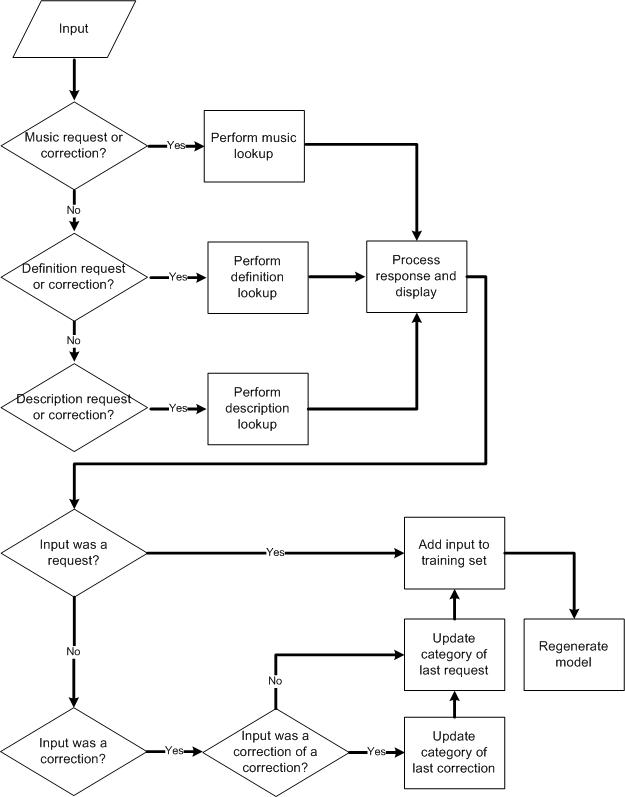 Input
Music request or
correction?
Yes
Perform music
lookup
No
Definition request
or correction?
Yes
Perform
definition
lookup
Process
response and
display
No
Description request
or correction?
Yes
Perform
description
lookup
Input was a
request?
Yes
Add input to
training set
No
Update
category of
last request
Regenerate
model
No
Input was a
correction?
Yes
Input was a
correction of a
correction?
Yes
Update
category of
last correction